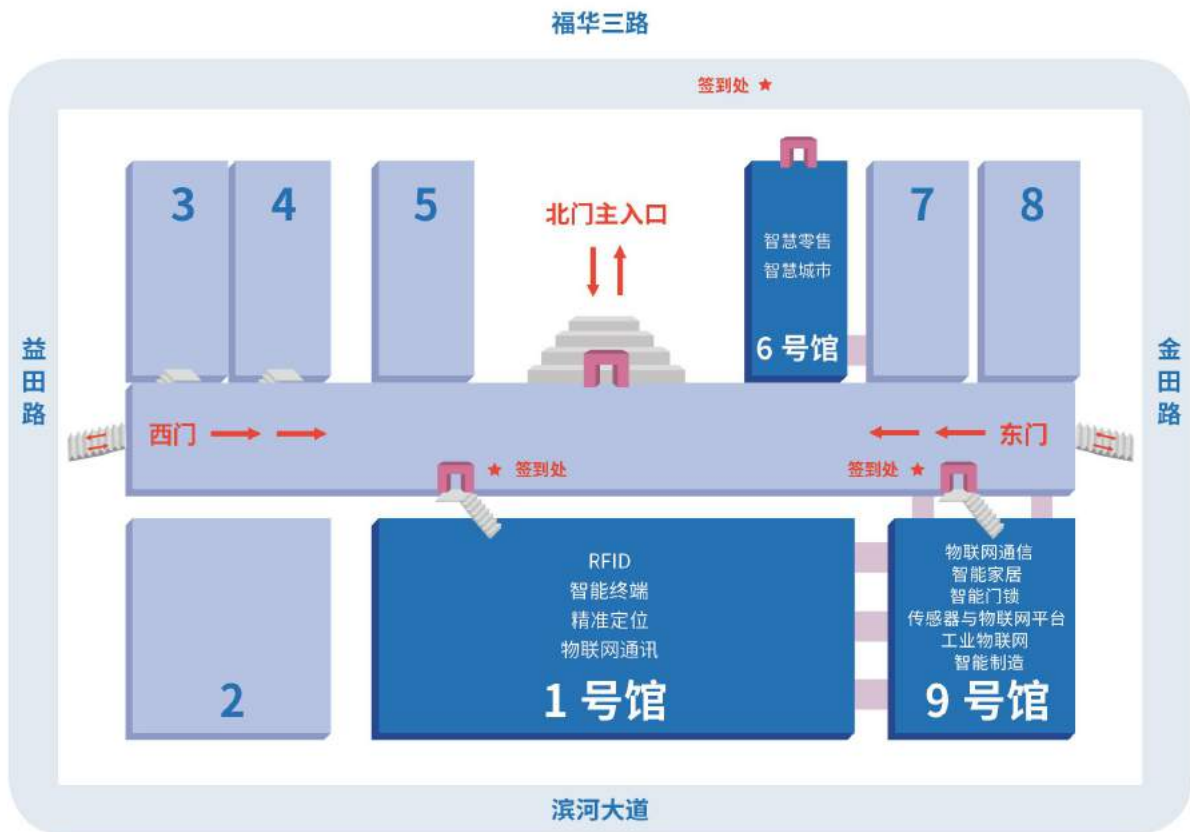 福华三路
签到处
3
4
5
北门主入口
智慧零售
智慧城市
6 号馆
7
8
益田路
金田路
西门
东门
签到处
签到处
2
RFID
智能终端
精准定位
物联网通讯
1 号馆
物联网通信
智能家居
智能门锁
传感器与物联网平台
工业物联网
智能制造
9 号馆
滨河大道